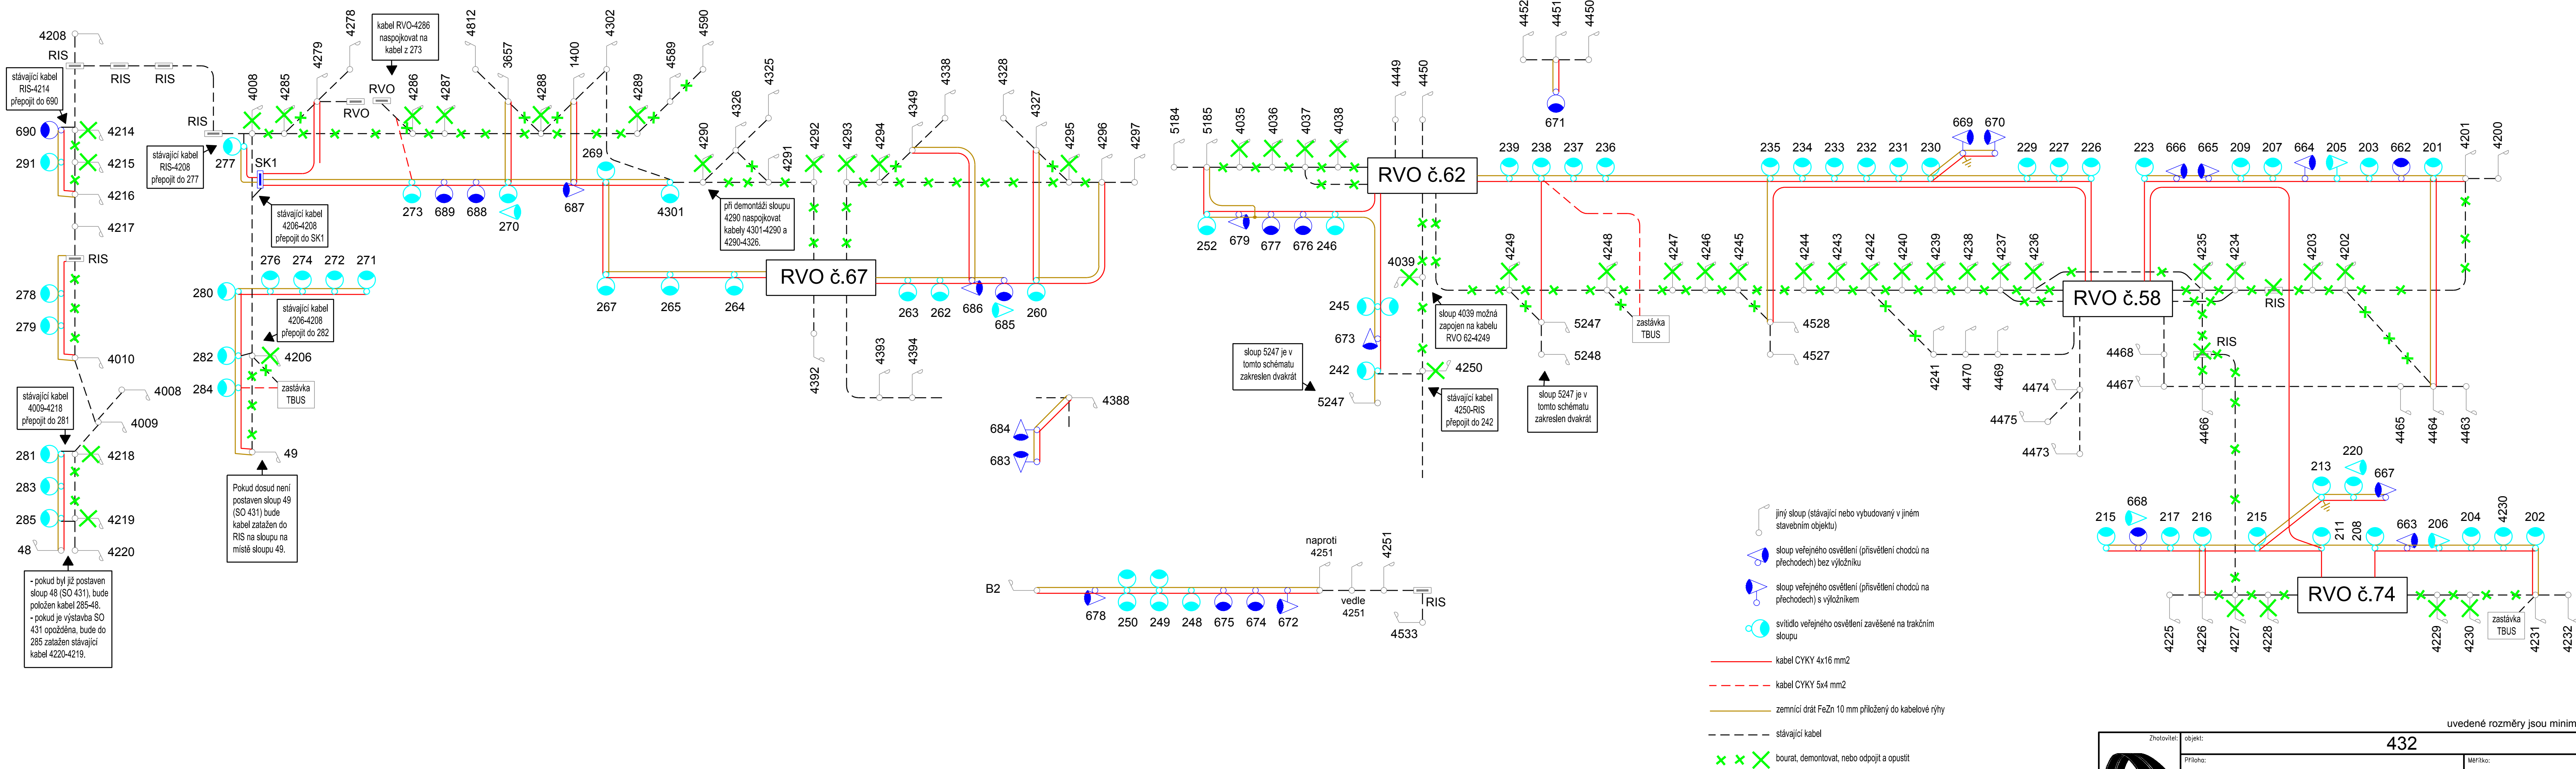 4208
RIS
RIS
RIS
stávající kabel
RIS-4214
přepojit do 690
690
4214
291
4215
4216
4217
RIS
278
279
4010
4008
4009
stávající kabel
4009-4218
přepojit do 281
281
4218
283
285
4219
48
4220
- pokud byl již postaven
sloup 48 (SO 431), bude
položen kabel 285-48.
- pokud je výstavba SO
431 opožděna, bude do
285 zatažen stávající
kabel 4220-4219.
RIS
stávající kabel
RIS-4208
přepojit do 277
277
4008
SK1
4285
4279
4278
RVO
stávající kabel
4206-4208
přepojit do SK1
276
274
272
271
280
stávající kabel
4206-4208
přepojit do 282
282
4206
284
zastávka
TBUS
49
Pokud dosud není
postaven sloup 49
(SO 431) bude
kabel zatažen do
RIS na sloupu na
místě sloupu 49.
kabel RVO-4286
naspojkovat na
kabel z 273
RVO
4286
4287
4812
3657
4288
1400
4302
4289
4589
4590
273
689
688
270
687
269
4301
4290
4326
4325
4291
4292
4293
4294
4349
4338
4328
4327
4295
4296
4297
při demontáži sloupu
4290 naspojkovat
kabely 4301-4290 a
4290-4326.
267
265
264
RVO č.67
263
262
686
685
260
4392
4393
4394
4388
684
683
B2
678
250
249
248
675
674
672
naproti
4251
vedle
4251
4251
RIS
4533
5184
5185
4035
4036
4037
4038
4449
4450
RVO č.62
252
679
677
676
246
245
673
242
5247
4039
4250
sloup 5247 je v
tomto schématu
zakreslen dvakrát
sloup 4039 možná
zapojen na kabelu
RVO 62-4249
stávající kabel
4250-RIS
přepojit do 242
4452
4451
4450
671
239
238
237
236
235
234
233
232
231
230
669
670
229
227
226
4249
4248
4247
4246
4245
4244
4243
4242
4240
4239
4238
4237
4236
5247
5248
zastávka
TBUS
sloup 5247 je v
tomto schématu
zakreslen dvakrát
4528
4527
4241
4470
4469
RVO č.58
4474
4475
4473
223
666
665
209
207
664
205
203
662
201
4201
4200
4235
4234
RIS
4203
4202
4468
4467
RIS
4466
4465
4464
4463
213
220
667
215
668
217
216
215
211
208
663
206
204
4230
202
RVO č.74
4225
4226
4227
4228
4229
4230
zastávka
TBUS
4231
4232
jiný sloup (stávající nebo vybudovaný v jiném
stavebním objektu)
sloup veřejného osvětlení (přisvětlení chodců na
přechodech) bez výložníku
sloup veřejného osvětlení (přisvětlení chodců na
přechodech) s výložníkem
svítidlo veřejného osvětlení zavěšené na trakčním
sloupu
kabel CYKY 4x16 mm2
kabel CYKY 5x4 mm2
zemnící drát FeZn 10 mm přiložený do kabelové rýhy
stávající kabel
bourat, demontovat, nebo odpojit a opustit
uvedené rozměry jsou minim
Zhotovitel:
objekt:
432
Příloha:
Měřítko: